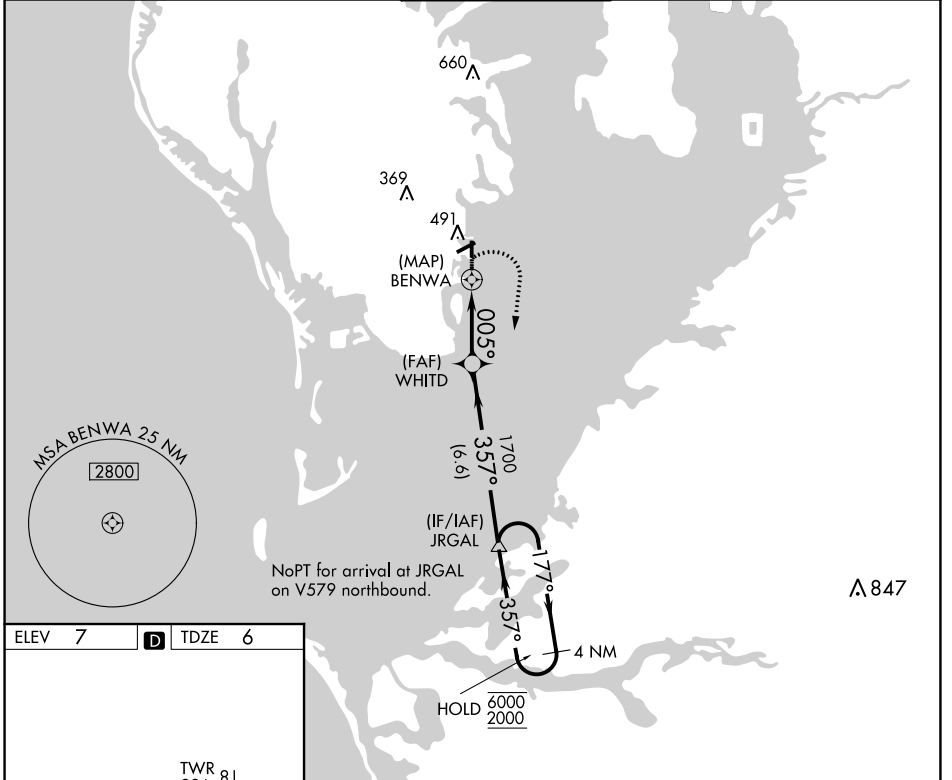 660
369
491
(MAP)
BENWA
005°
(FAF)
WHITD
MSA BENWA 25 NM
2800
1700
357°
(6.6)
(IF/IAF)
JRGAL
NoPT for arrival at JRGAL
on V579 northbound.
177°
357°
847
4 NM
HOLD 6000
2000
ELEV 7 D TDZE 6
TWR
81